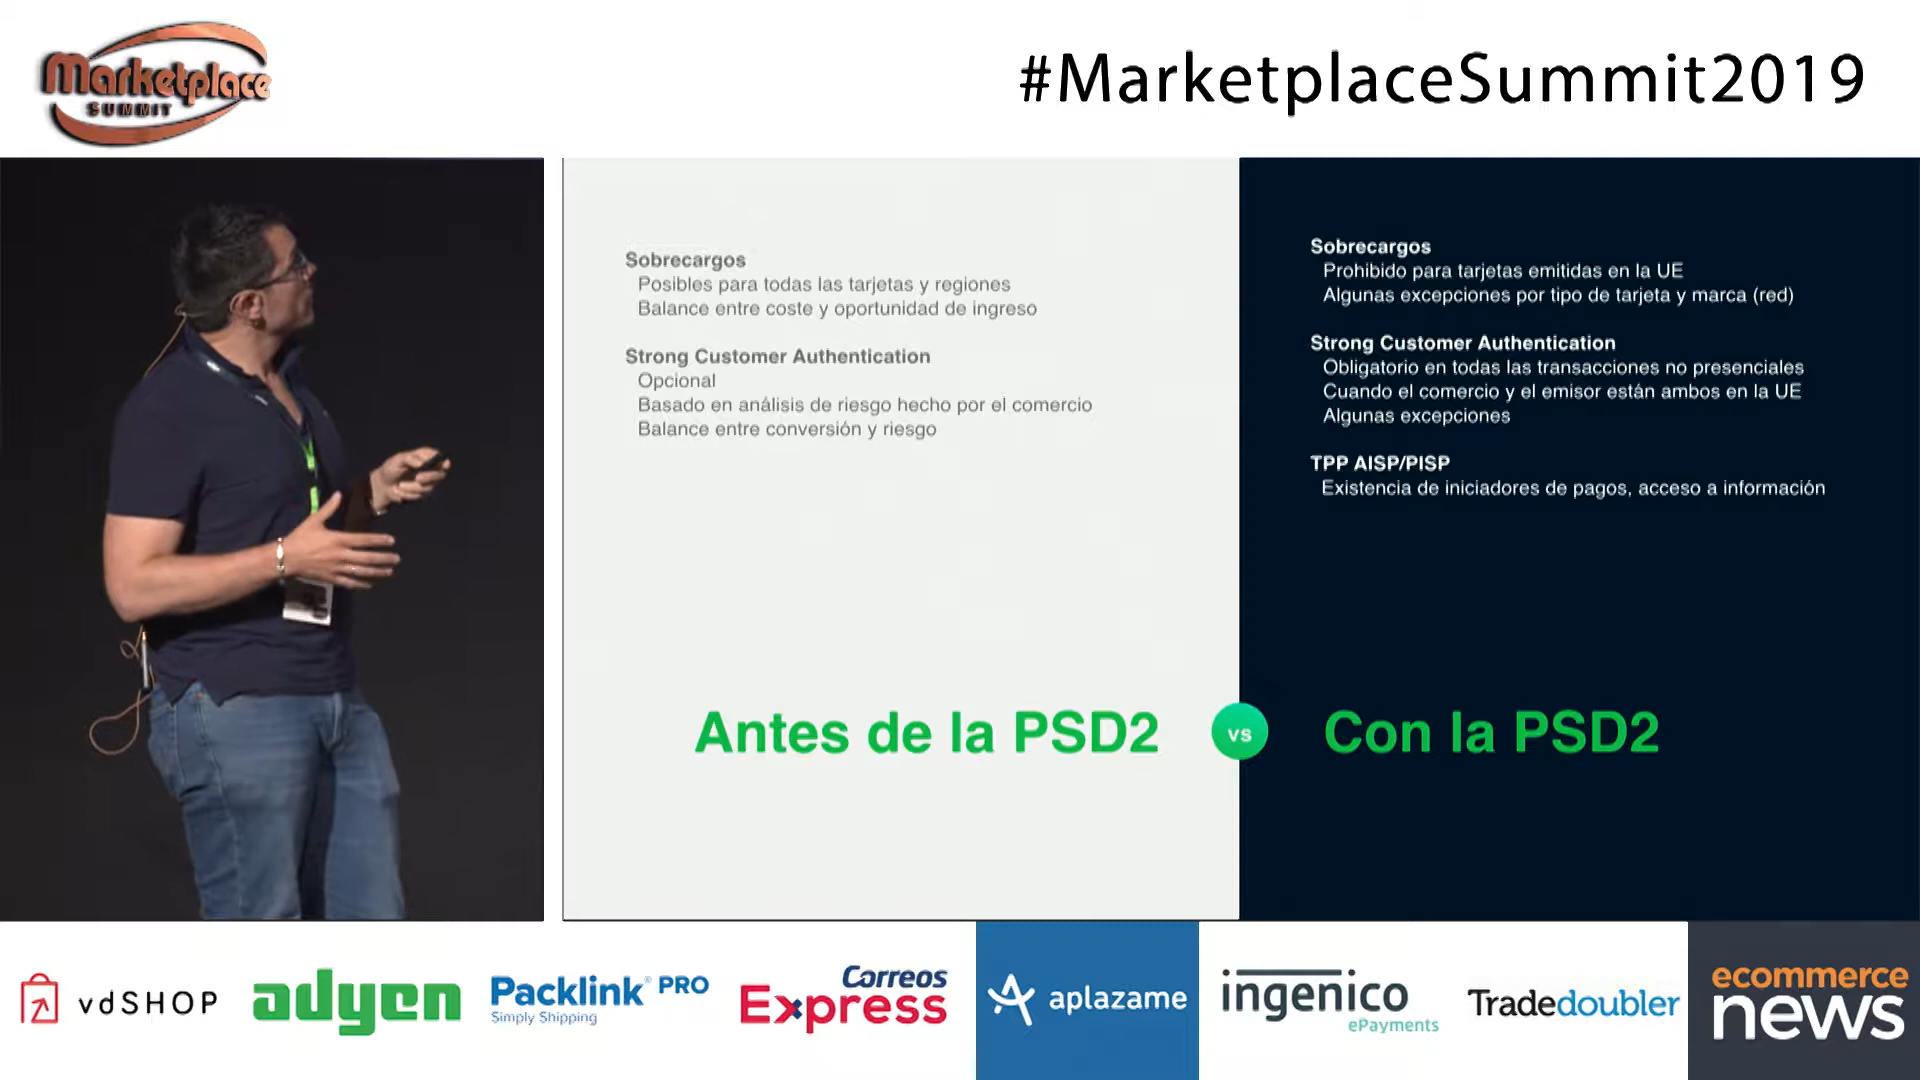 Marketplace
SUMMIT
#MarketplaceSummit2019
Sobrecargos
Posibles para todas las tarjetas y regiones
Balance entre coste y oportunidad de ingreso
Strong Customer Authentication
Opcional
Basado en análisis de riesgo hecho por el comercio
Balance entre conversión y riesgo
Antes de la PSD2
vs
Sobrecargos
Prohibido para tarjetas emitidas en la UE
Algunas excepciones por tipo de tarjeta y marca (red)
Strong Customer Authentication
Obligatorio en todas las transacciones no presenciales
Cuando el comercio y el emisor están ambos en la UE
Algunas excepciones
TPP AISP/PISP
Existencia de iniciadores de pagos, acceso a información
Con la PSD2
vdSHOP
adyen
Packlink PRO
Simply Shipping
Correos
Express
aplazame
ingenico
ePayments
Tradedoubler
ecommerce
news